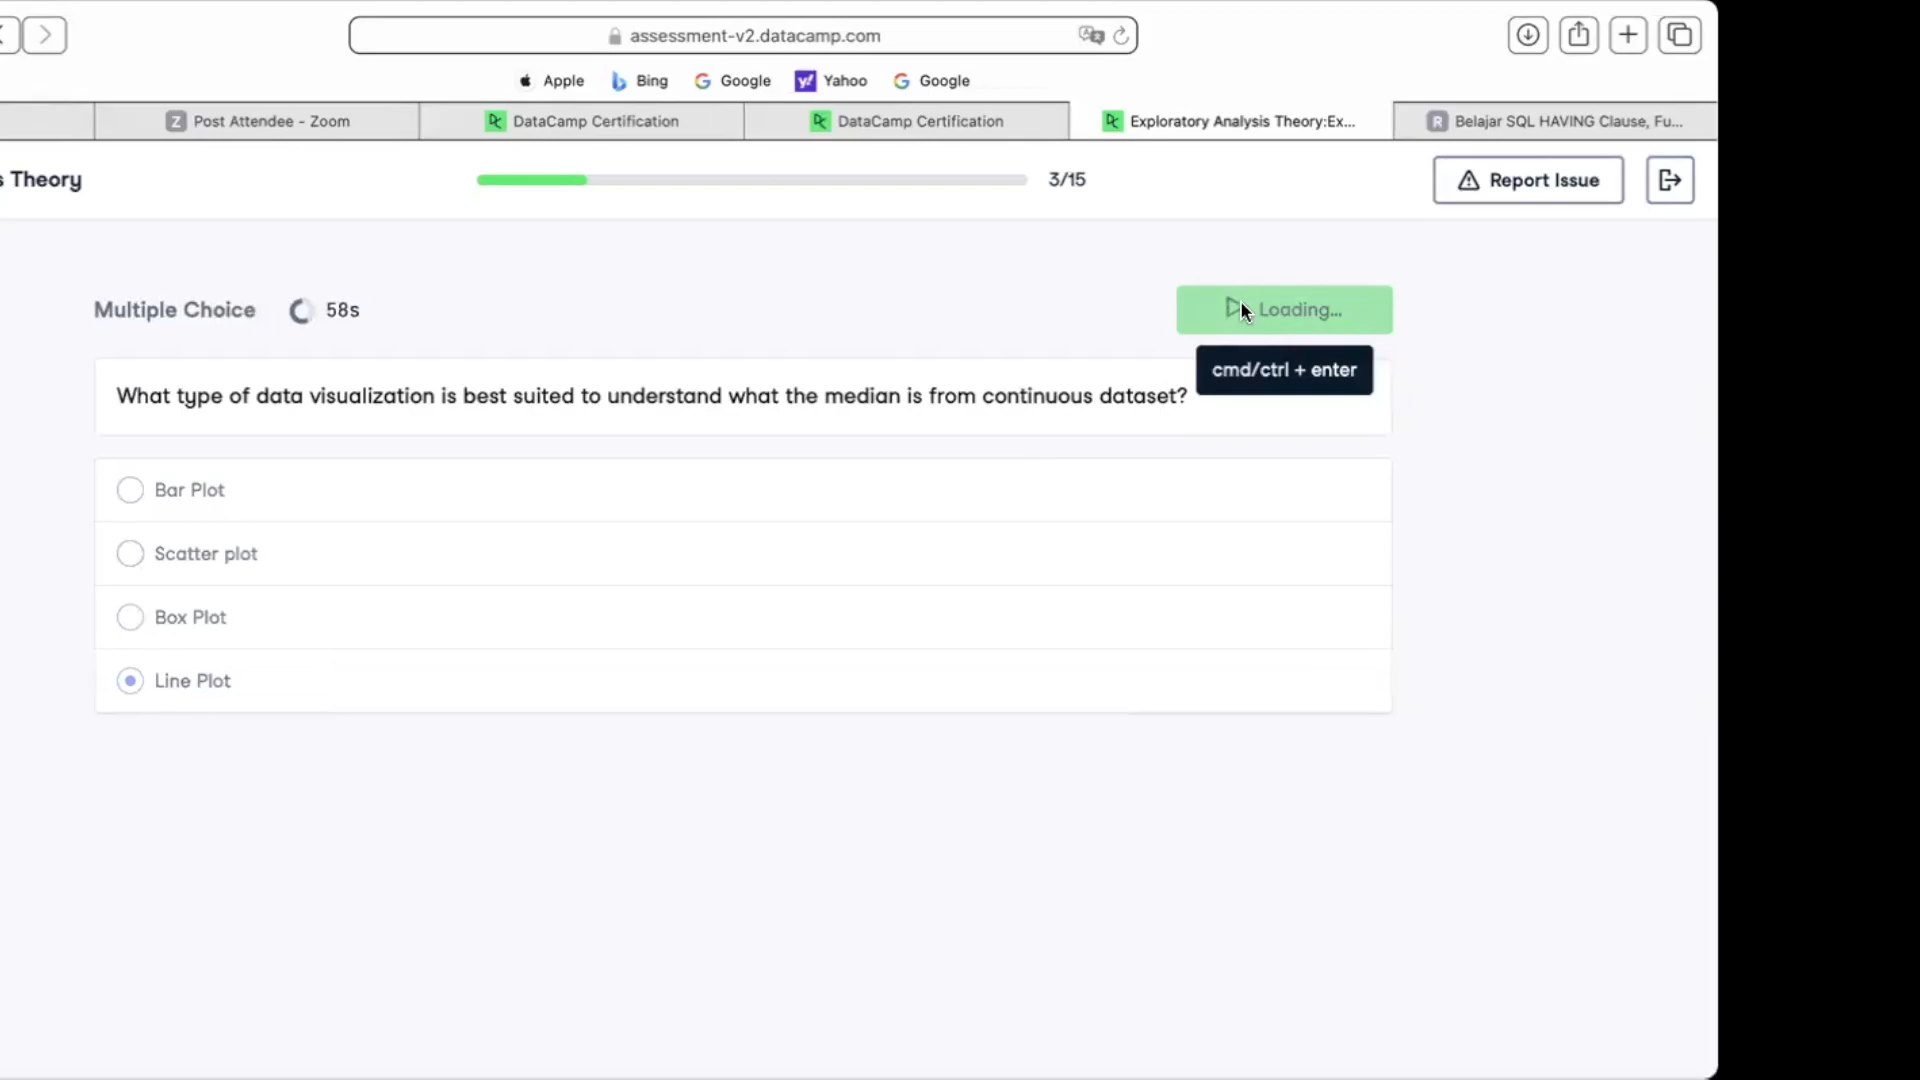 assessment-v2.datacamp.com
Apple Bing Google Yahoo Google
Post Attendee - Zoom DataCamp Certification DataCamp Certification Exploratory Analysis Theory:Ex... Belajar SQL HAVING Clause, Fu...
s Theory 3/15 Report Issue
Multiple Choice 58s Loading...
cmd/ctrl + enter
What type of data visualization is best suited to understand what the median is from continuous dataset?
Bar Plot
Scatter plot
Box Plot
Line Plot